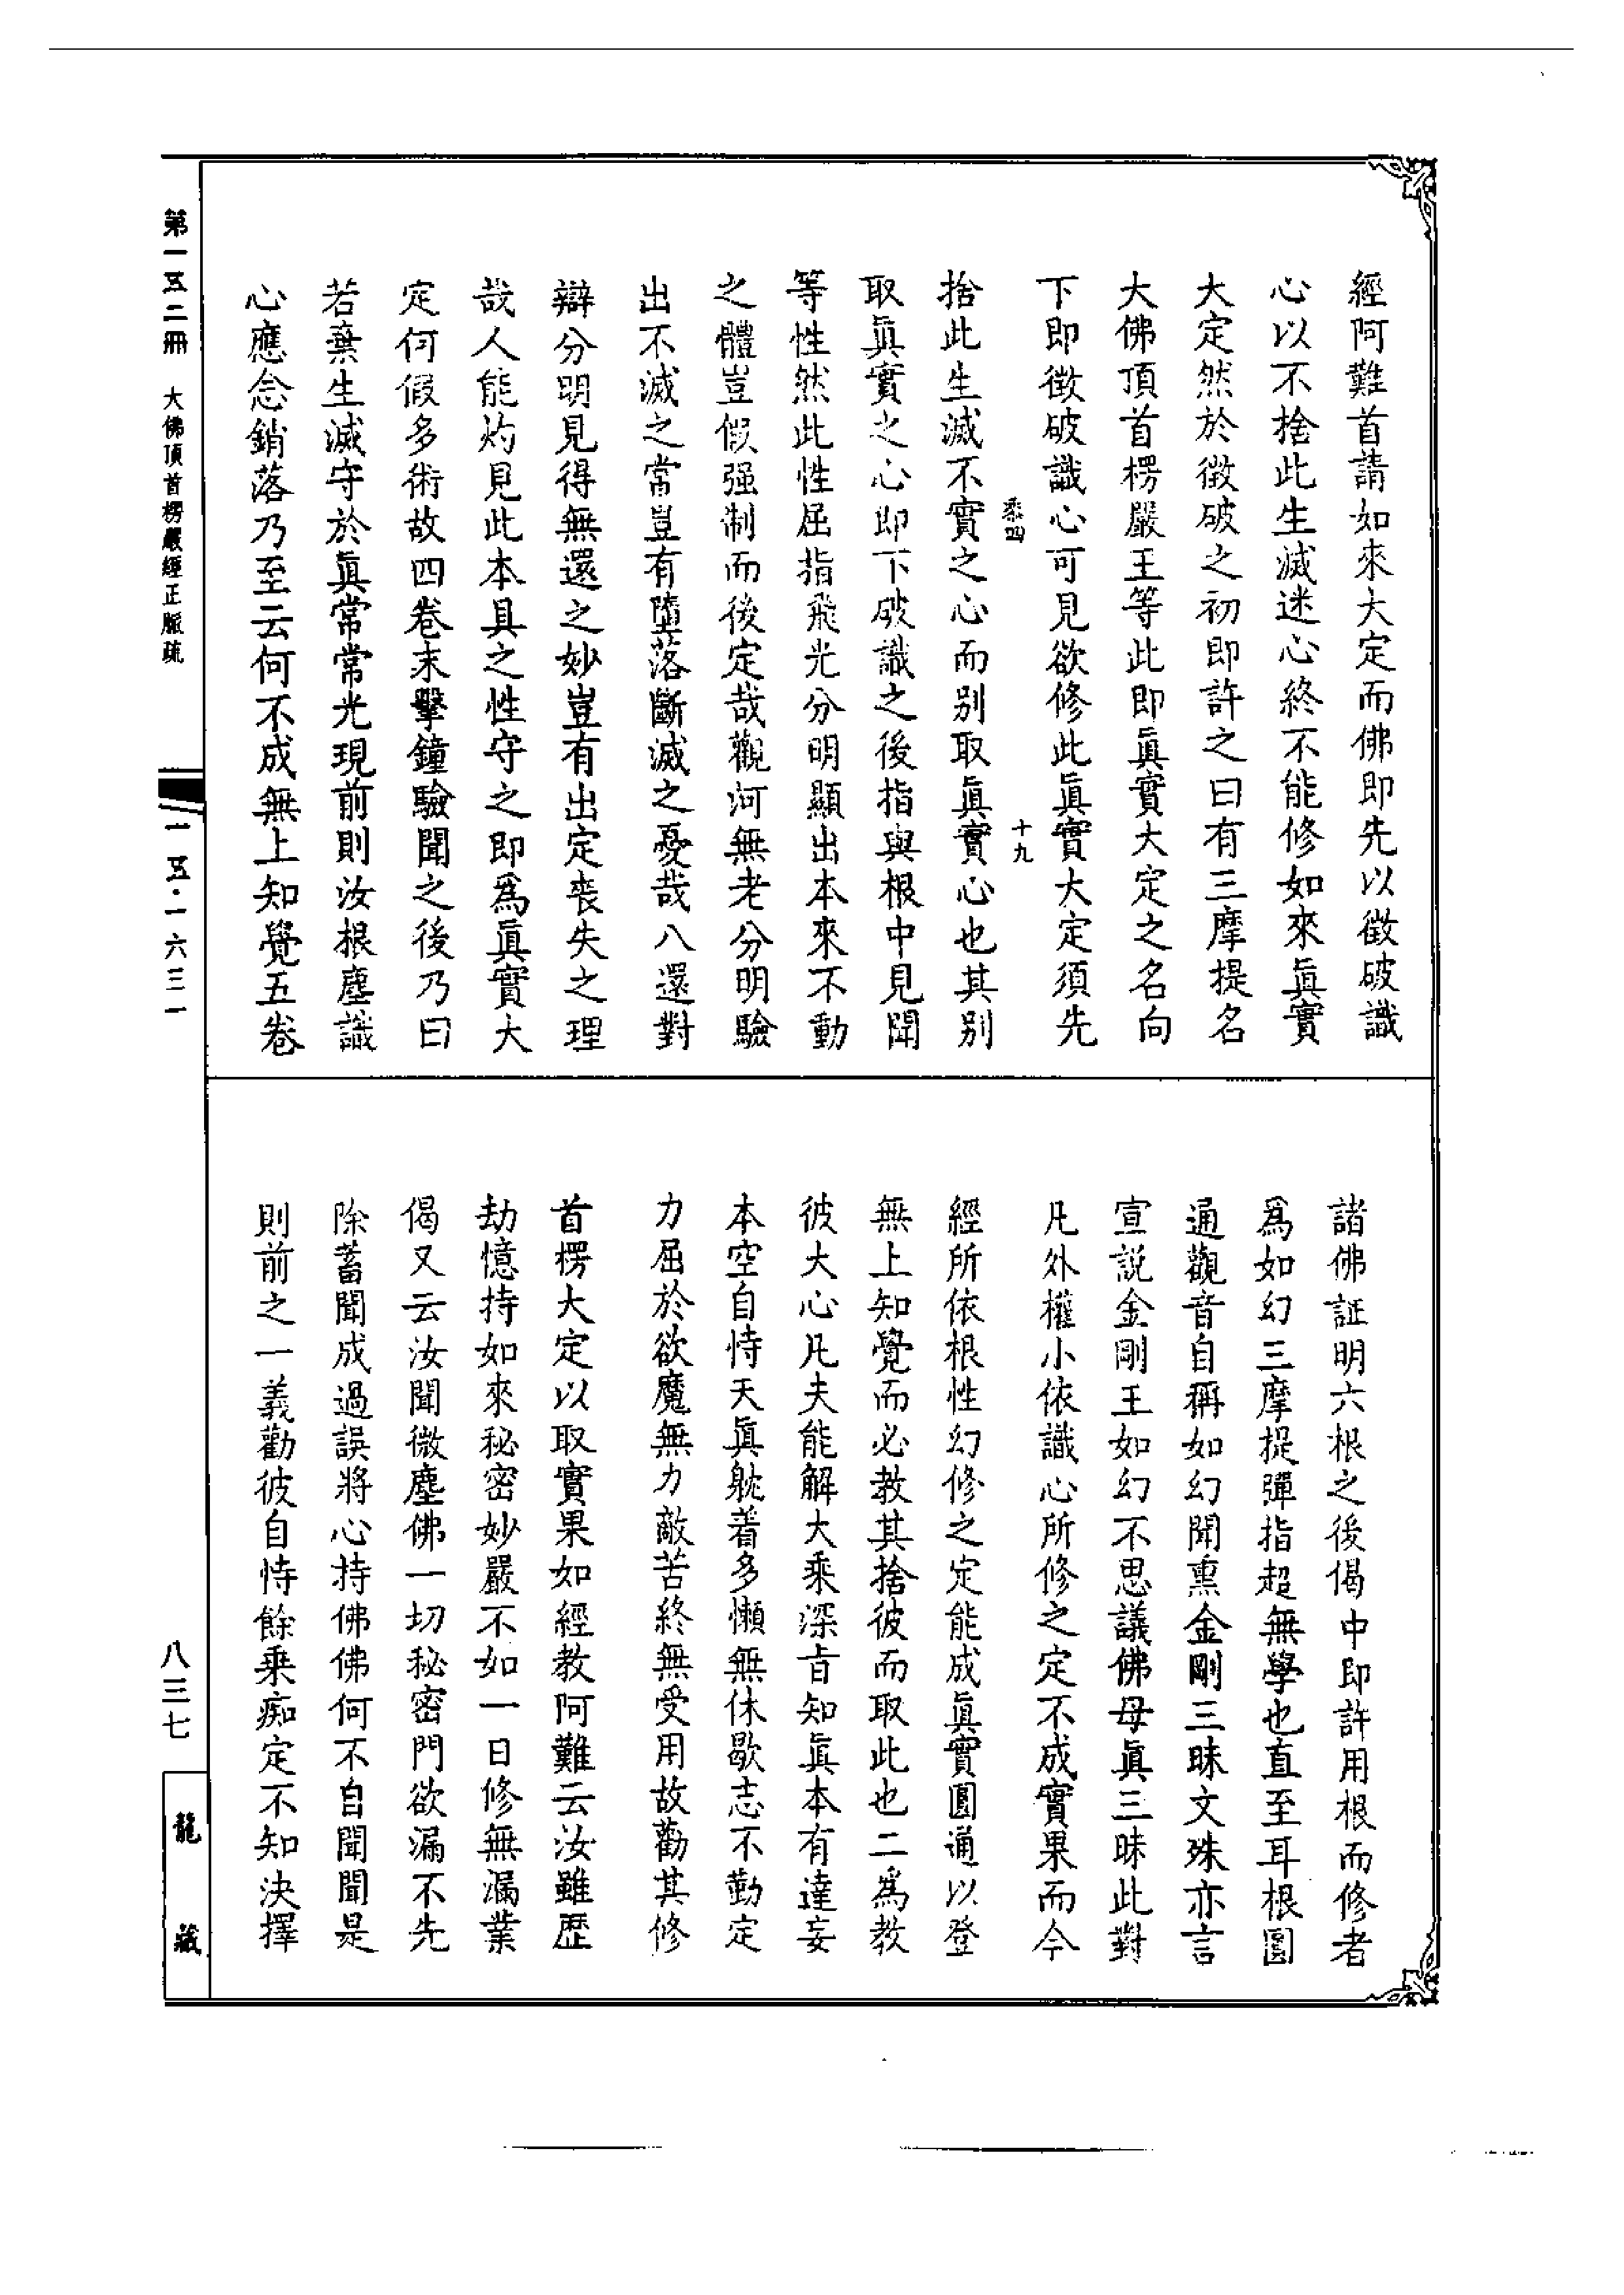 經阿難首請如來大定而佛即先以徵破識
心以不捨此生滅迷心終不能修如來眞實
大定然於徵破之初即許之曰有三摩提名
大佛頂首楞嚴王等此即眞實大定之名向
下即徵破識心可見欲修此眞實大定須先
十九
捨此生滅不實之心而別取眞實心也其別
取眞實之心即下破識之後指與根中見聞
等性然此性屈指飛光分明顯出本來不動
之體豈假强制而後定哉觀河無老分明驗
出不滅之常豈有墮落斷滅之憂哉八還對
辯分明見得無還之妙豈有出定喪失之理
哉人能灼見此本具之性守之即爲眞實大
定何假多術故四卷末擊鐘驗聞之後乃曰
若棄生滅守於眞常常光現前則汝根塵識
心應念銷落乃至云何不成無上知覺五卷
諸佛証明六根之後偈中即許用根而修者
爲如幻三摩提彈指超無學也直至耳根圓
通觀音自稱如幻聞熏金剛三昧文殊亦言
宣説金剛王如幻不思議佛母眞三昧此對
凡外權小依識心所修之定不成實果而今
經所依根性幻修之定能成眞實圓通以登
無上知覺而必教其捨彼而取此也二爲教
彼大心凡夫能解大乘深旨知眞本有達妄
本空自恃天眞躭着多懶無休歇志不勤定
力屈於欲魔無力敵苦終無受用故勸其修
首楞大定以取實果如經教阿難云汝雖歷
劫憶持如來秘密妙嚴不如一日修無漏業
偈又云汝聞微塵佛一切秘密門欲漏不先
除蓄聞成過誤將心持佛佛何不自聞聞是
則前之一義勸彼自恃餘乘痴定不知決擇
第一五二冊 大佛頂首楞嚴經正脈疏
一五·一六三一
八三七
龍藏